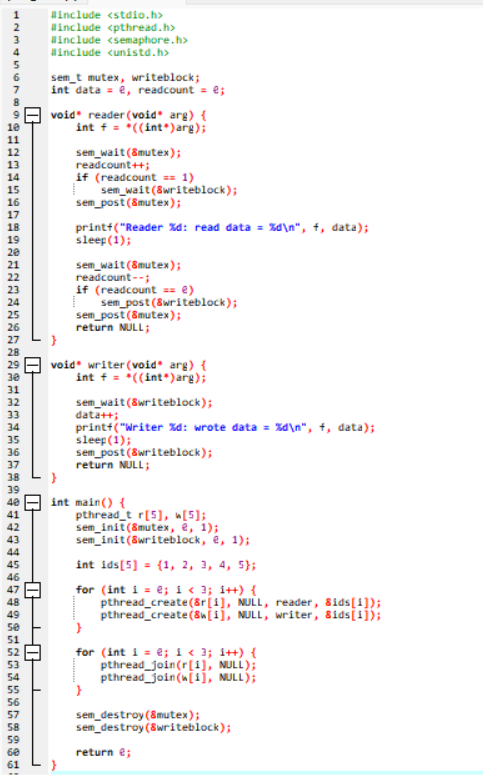 1 #include <stdio.h>
2 #include <pthread.h>
3 #include <semaphore.h>
4 #include <unistd.h>
5
6 sem_t mutex, writeblock;
7 int data = 0, readcount = 0;
8
9 void* reader(void* arg) {
10 int f = *((int*)arg);
11
12 sem_wait(&mutex);
13 readcount++;
14 if (readcount == 1)
15 sem_wait(&writeblock);
16 sem_post(&mutex);
17
18 printf("Reader %d: read data = %d\n", f, data);
19 sleep(1);
20
21 sem_wait(&mutex);
22 readcount--;
23 if (readcount == 0)
24 sem_post(&writeblock);
25 sem_post(&mutex);
26 return NULL;
27 }
28
29 void* writer(void* arg) {
30 int f = *((int*)arg);
31
32 sem_wait(&writeblock);
33 data++;
34 printf("Writer %d: wrote data = %d\n", f, data);
35 sleep(1);
36 sem_post(&writeblock);
37 return NULL;
38 }
39
40 int main() {
41 pthread_t r[5], w[5];
42 sem_init(&mutex, 0, 1);
43 sem_init(&writeblock, 0, 1);
44
45 int ids[5] = {1, 2, 3, 4, 5};
46
47 for (int i = 0; i < 3; i++) {
48 pthread_create(&r[i], NULL, reader, &ids[i]);
49 pthread_create(&w[i], NULL, writer, &ids[i]);
50 }
51
52 for (int i = 0; i < 3; i++) {
53 pthread_join(r[i], NULL);
54 pthread_join(w[i], NULL);
55 }
56
57 sem_destroy(&mutex);
58 sem_destroy(&writeblock);
59
60 return 0;
61 }